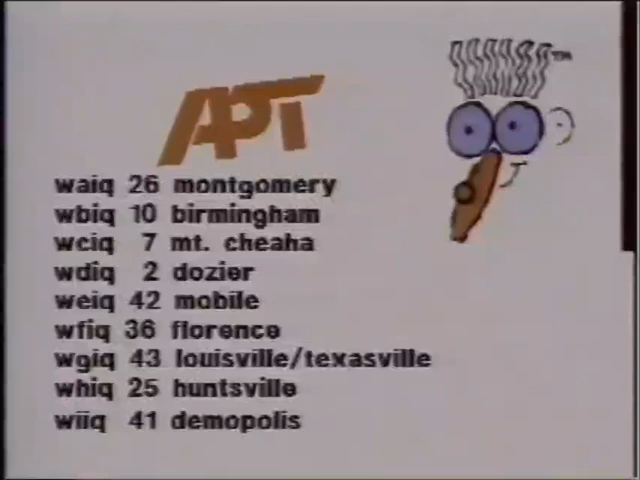 APT
TM
waiq 26 montgomery
wbiq 10 birmingham
wciq 7 mt. cheaha
wdiq 2 dozier
weiq 42 mobile
wfiq 36 florence
wgiq 43 louisville/texasville
whiq 25 huntsville
wiiq 41 demopolis